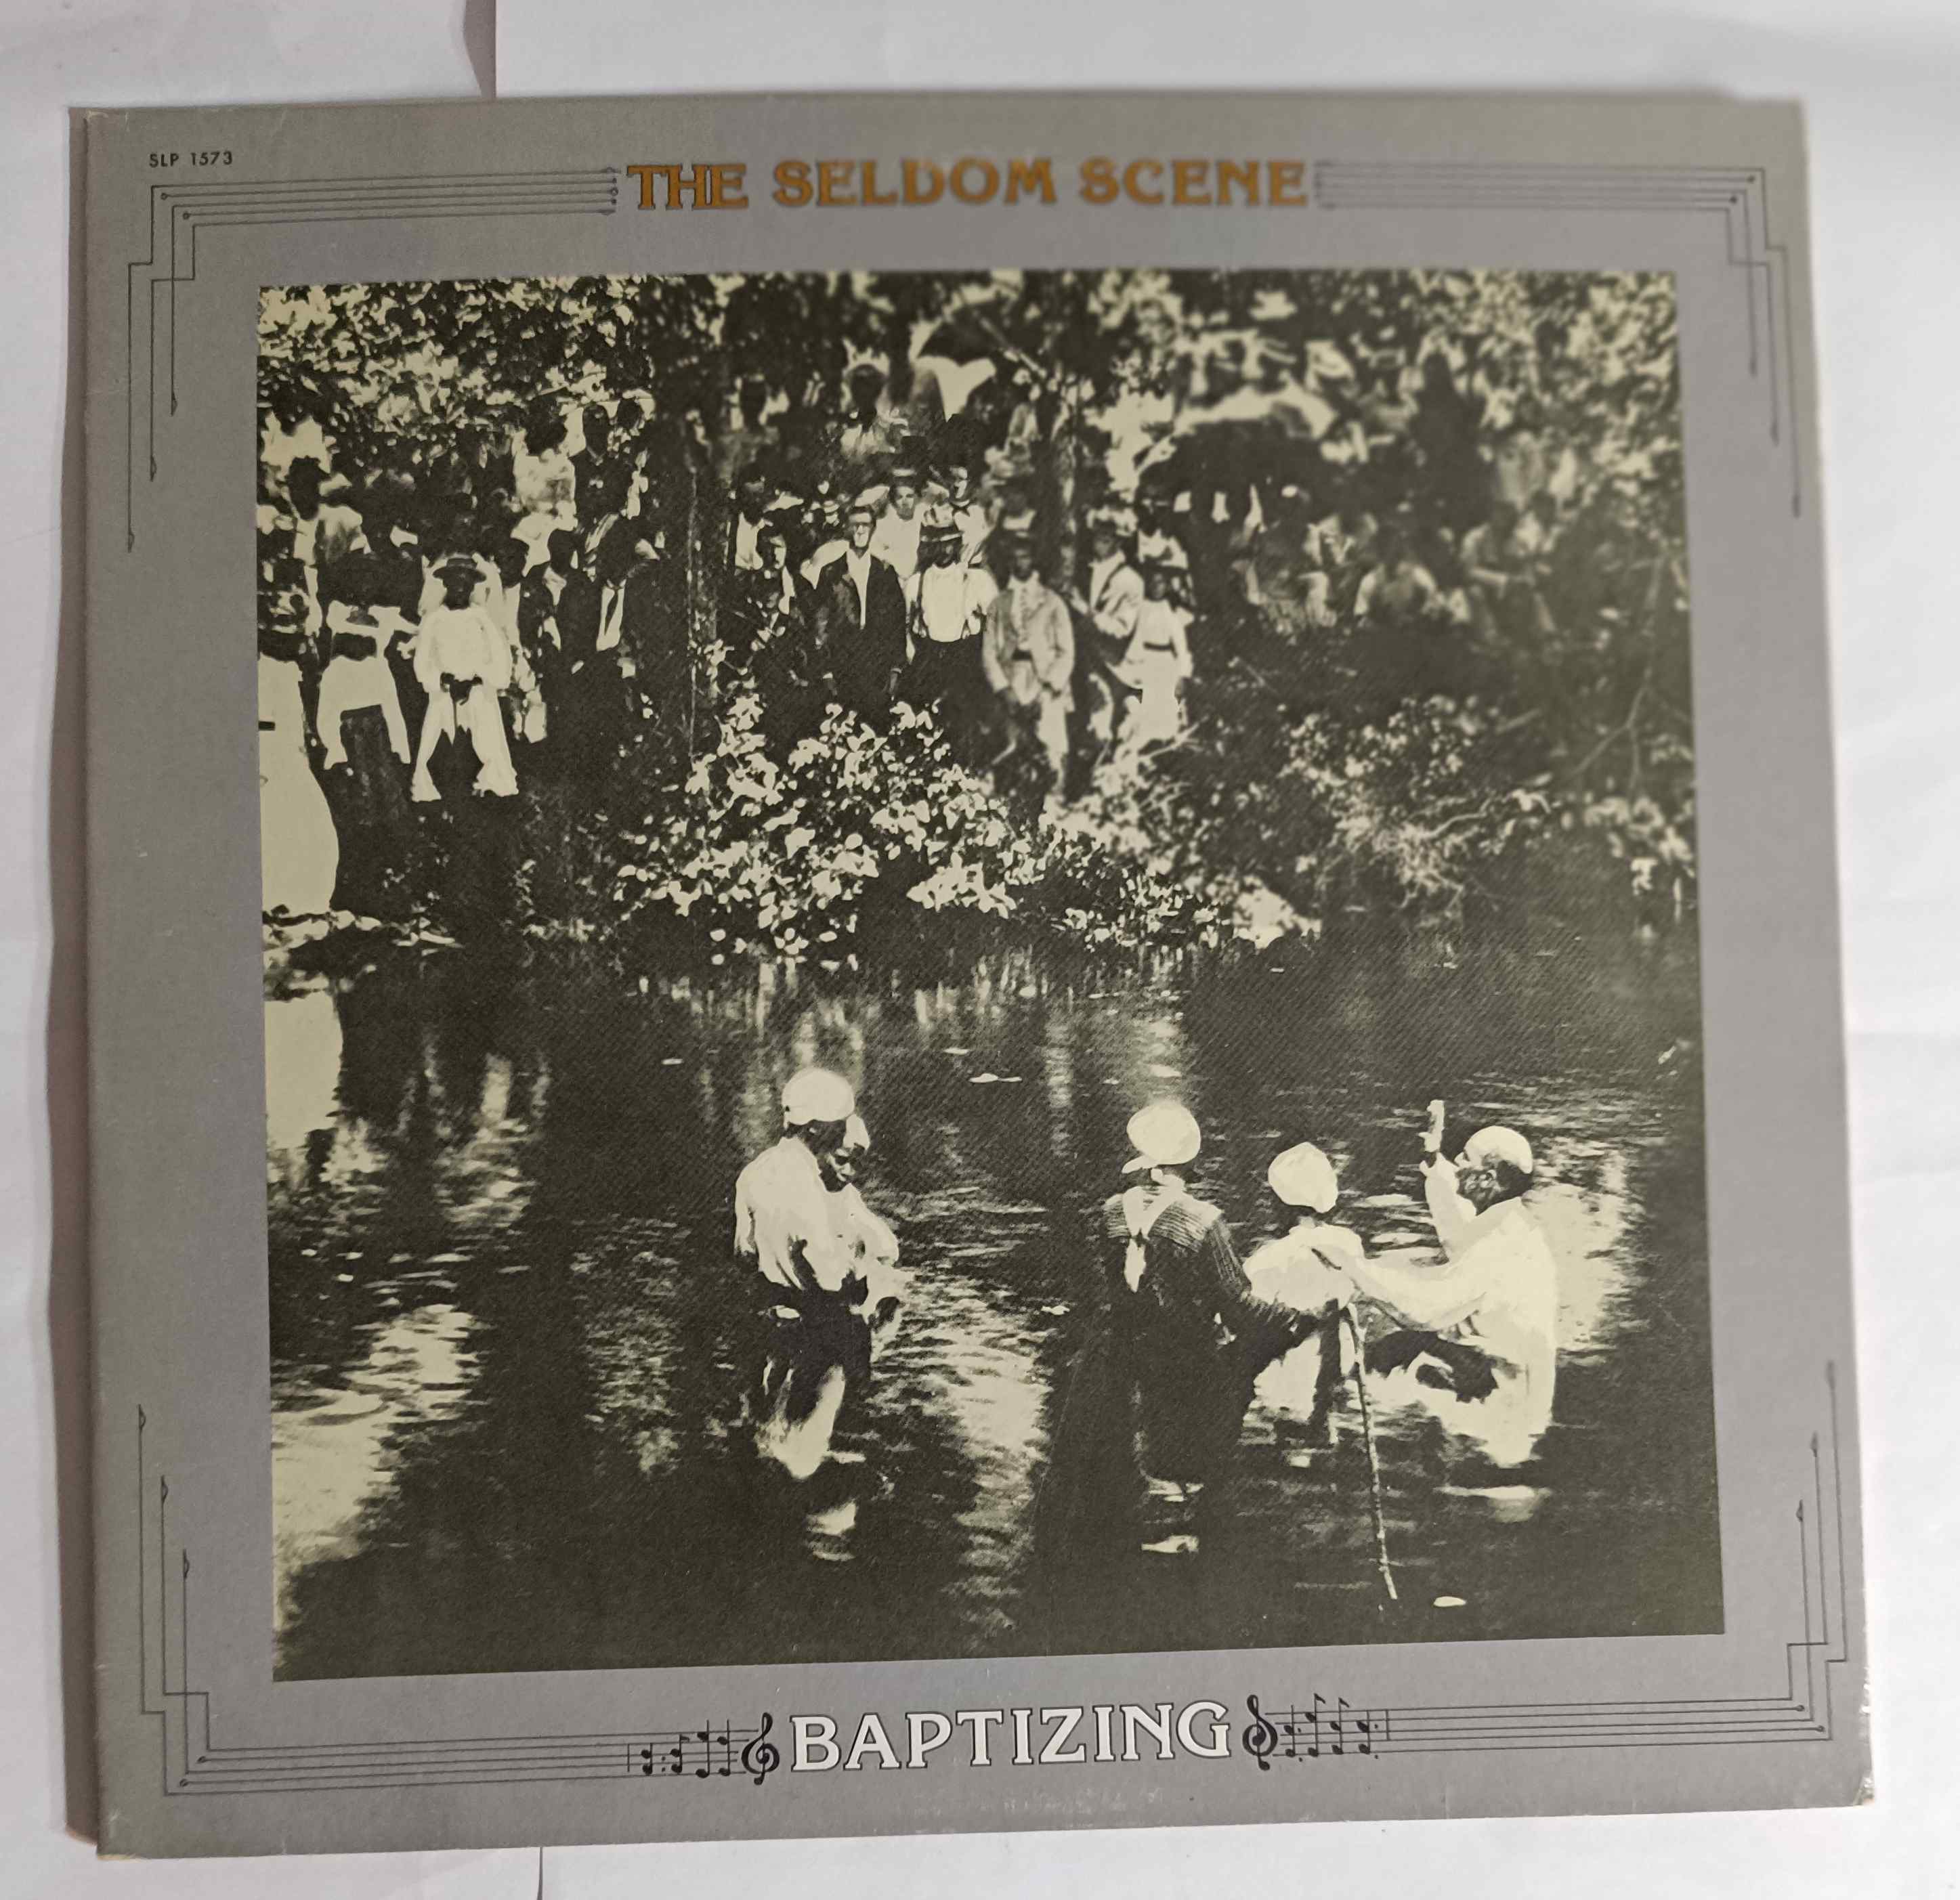 SLP 1573
THE SELDOM SCENE
BAPTIZING